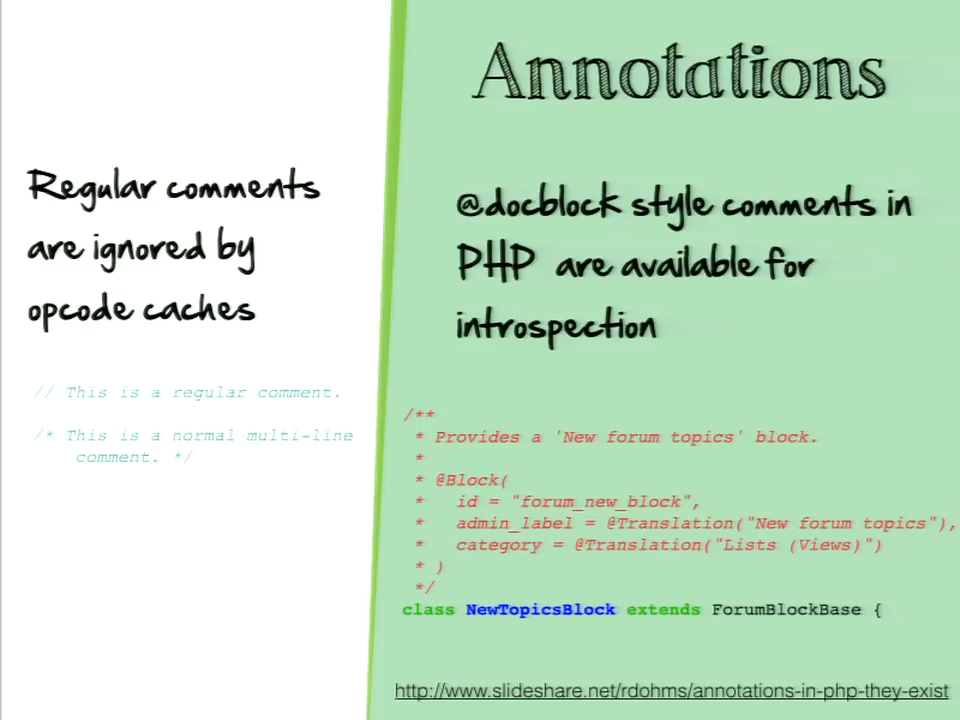 Annotations
Regular comments
are ignored by
opcode caches
// This is a regular comment.
/* This is a normal multi-line
comment. */
@docblock style comments in
PHP are available for
introspection
/**
* Provides a 'New forum topics' block.
*
* @Block(
*   id = "forum_new_block",
*   admin_label = @Translation("New forum topics"),
*   category = @Translation("Lists (Views)")
* )
*/
class NewTopicsBlock extends ForumBlockBase {
http://www.slideshare.net/rdohms/annotations-in-php-they-exist